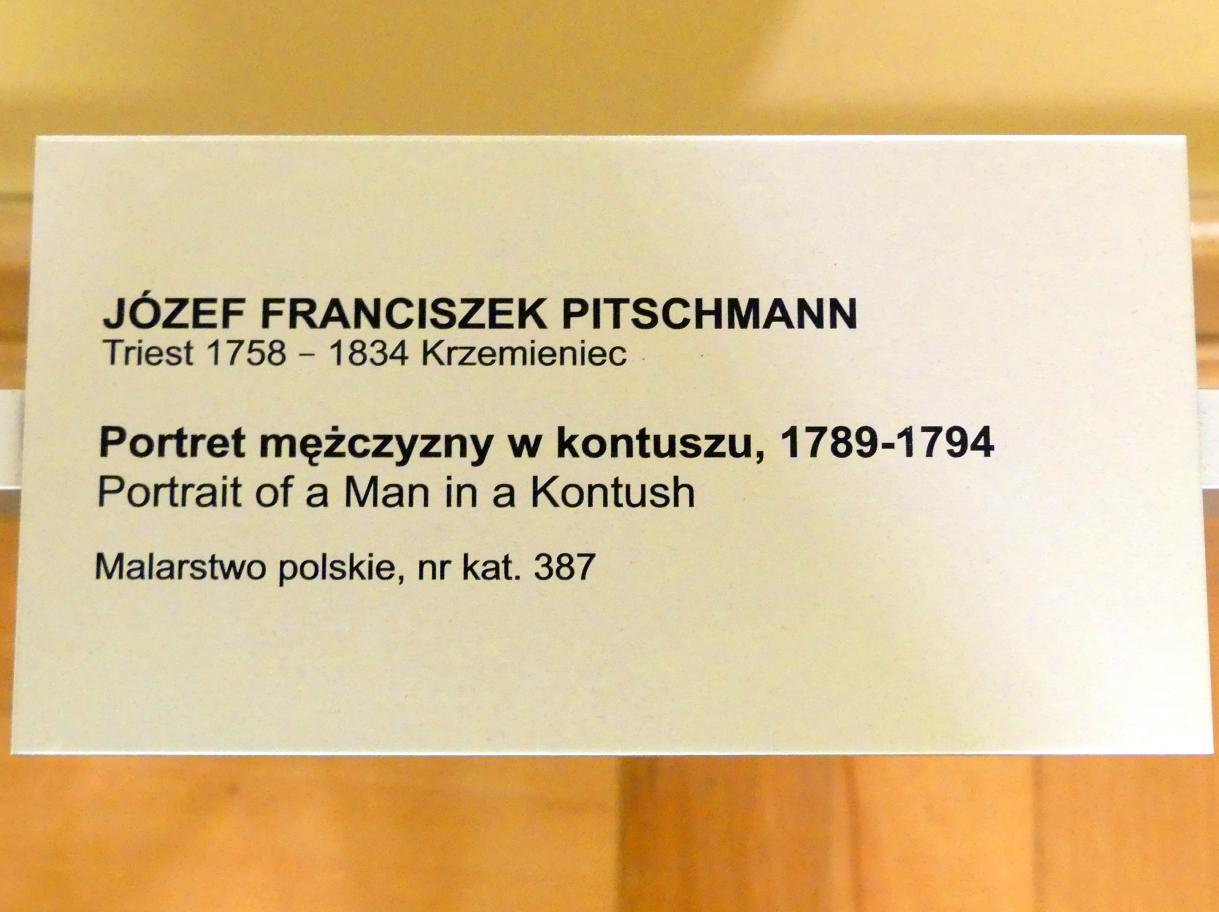 JÓZEF FRANCISZEK PITSCHMANN
Triest 1758 – 1834 Krzemieniec
Portret mężczyzny w kontuszu, 1789-1794
Portrait of a Man in a Kontush
Malarstwo polskie, nr kat. 387